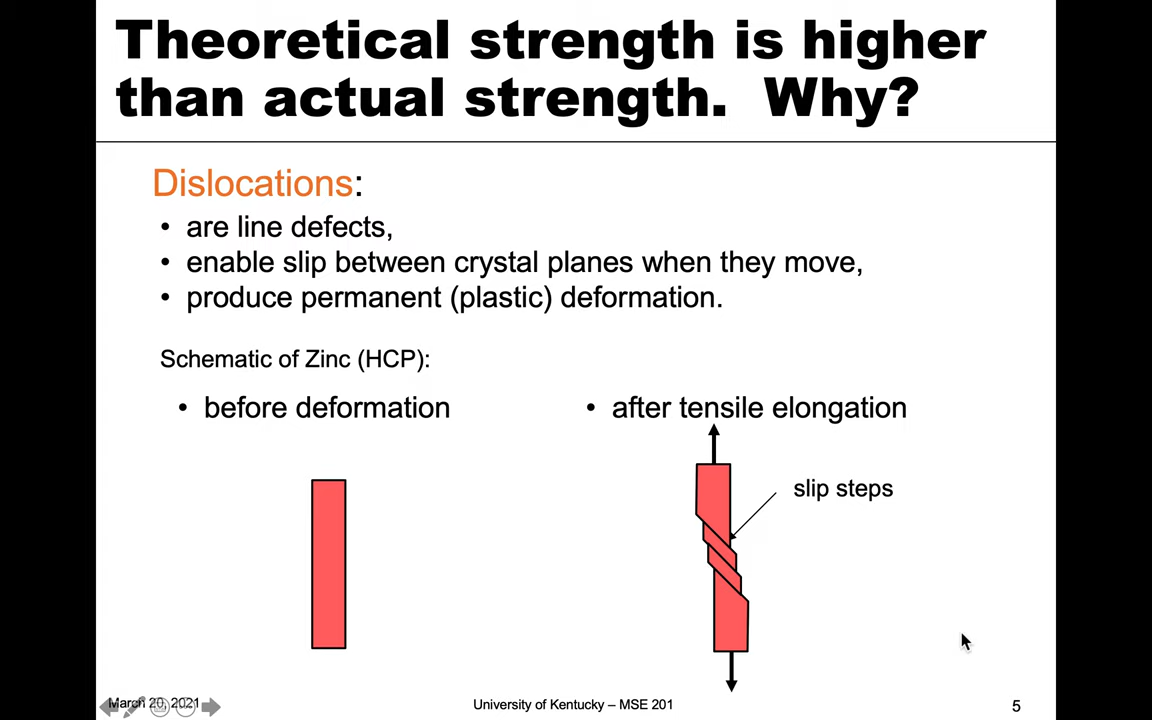 Theoretical strength is higher
than actual strength.  Why?
Dislocations:
• are line defects,
• enable slip between crystal planes when they move,
• produce permanent (plastic) deformation.
Schematic of Zinc (HCP):
• before deformation
• after tensile elongation
slip steps
March 20, 2021
University of Kentucky – MSE 201
5